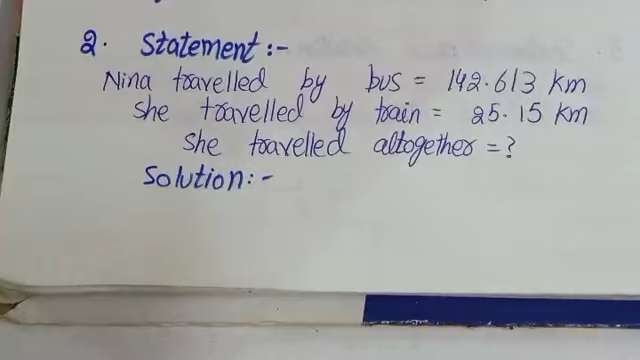 2. Statement:-
Nina travelled by bus = 142.613 km
She travelled by train = 25.15 km
She travelled altogether = ?
Solution:-